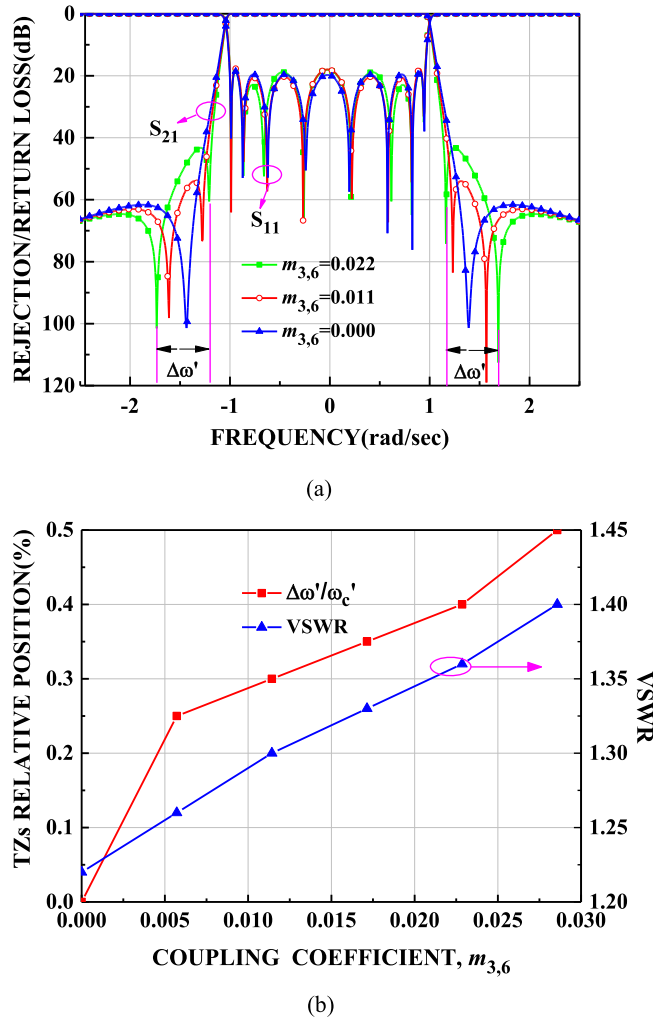 REJECTION/RETURN LOSS(dB)
0
20
40
60
80
100
120
S21
S11
m3,6=0.022
m3,6=0.011
m3,6=0.000
Δω'
Δω'
-2 -1 0 1 2
FREQUENCY(rad/sec)
(a)
TZs RELATIVE POSITION(%)
0.5
0.4
0.3
0.2
0.1
0.0
Δω'/ωc'
VSWR
1.45
1.40
1.35
1.30
1.25
1.20
VSWR
0.000 0.005 0.010 0.015 0.020 0.025 0.030
COUPLING COEFFICIENT, m3,6
(b)